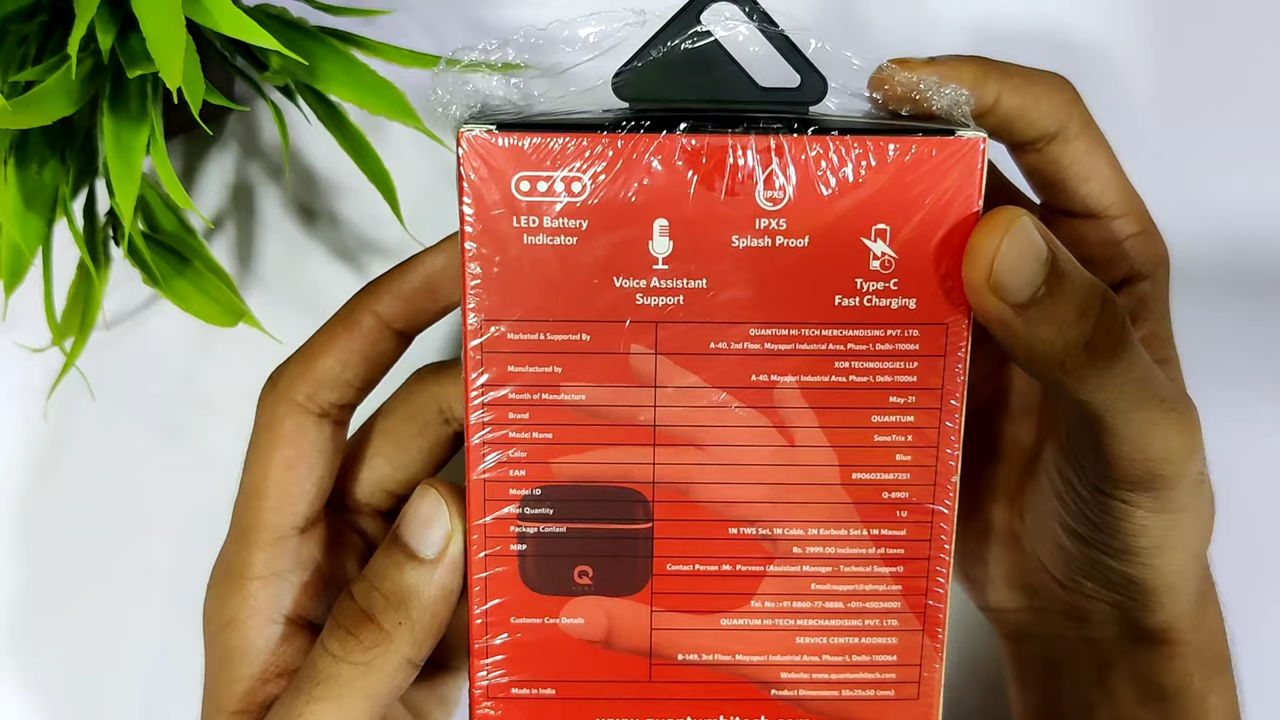 IPX5
LED Battery
Indicator
IPX5
Splash Proof
Voice Assistant
Support
Type-C
Fast Charging
Marketed & Supported By
QUANTUM HI-TECH MERCHANDISING PVT. LTD.
A-40, 2nd Floor, Mayapuri Industrial Area, Phase-1, Delhi-110064
Manufactured by
XOR TECHNOLOGIES LLP
A-40, Mayapuri Industrial Area, Phase-1, Delhi-110064
Month of Manufacture
May-21
Brand
QUANTUM
Model Name
SonoTrix X
Color
Blue
EAN
8906033687251
Model ID
Q-8901
Net Quantity
1 U
Package Content
1N TWS Set, 1N Cable, 2N Earbuds Set & 1N Manual
MRP
Rs. 2999.00 inclusive of all taxes
Customer Care Details
Contact Person :Mr. Parveen (Assistant Manager - Technical Support)
Email:support@qhmpl.com
Tel. No :+91 8860-77-8888, +011-45034001
QUANTUM HI-TECH MERCHANDISING PVT. LTD.
SERVICE CENTER ADDRESS:
B-149, 3rd Floor, Mayapuri Industrial Area, Phase-1, Delhi-110064
Website: www.quantumhitech.com
Made in India
Product Dimensions: 55x25x50 (mm)
www.quantumhitech.com